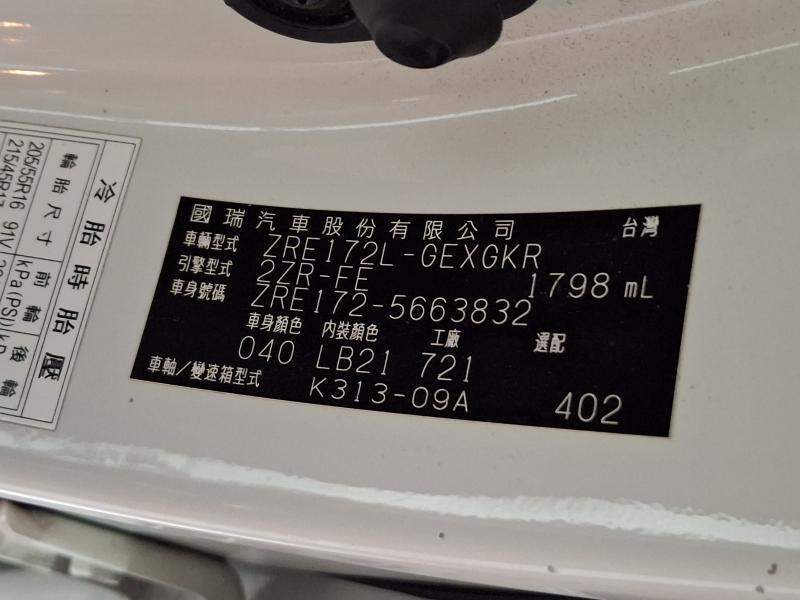 國瑞汽車股份有限公司 台灣
車輛型式 ZRE172L-GEXGKR
引擎型式 2ZR-FE 1798 mL
車身號碼 ZRE172-5663832
車身顏色 內裝顏色 工廠 選配
040 LB21 721
車軸/變速箱型式 K313-09A 402
冷胎時胎壓
輪胎尺寸 前輪 後輪
kPa(PSI)
205/55R16 91V